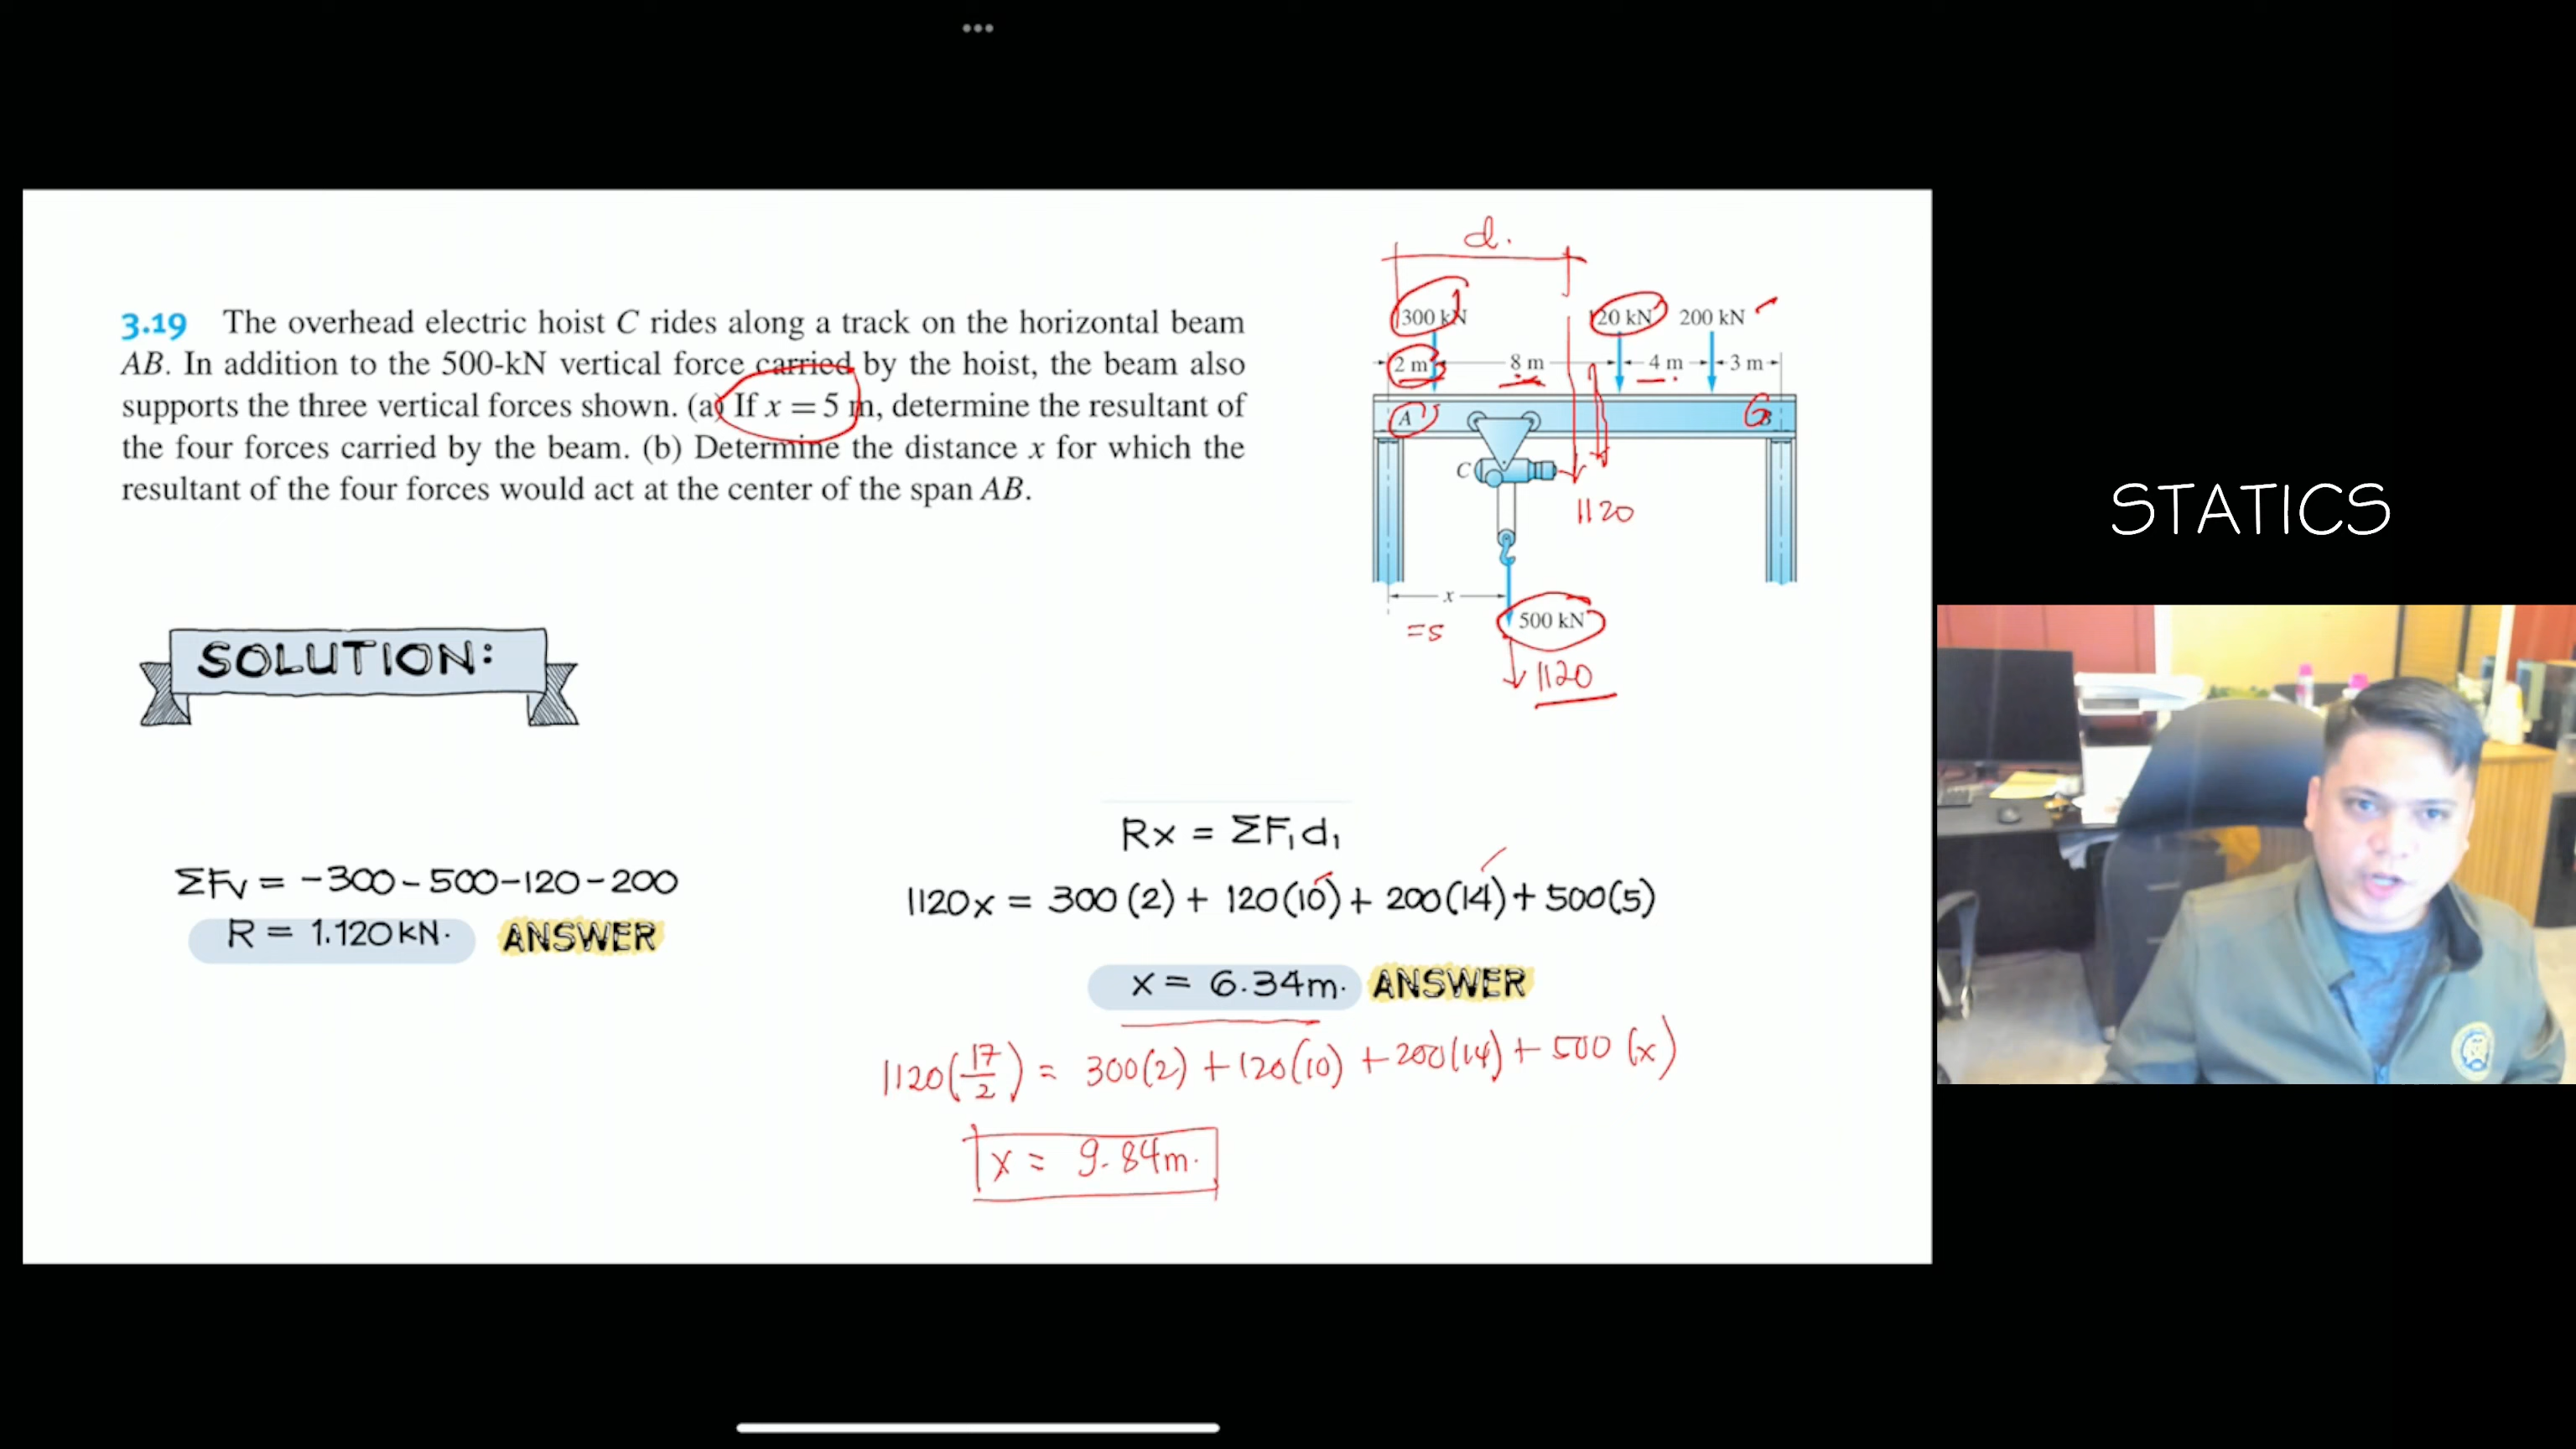 d.
300 kN
120 kN
200 kN
2 m
8 m
4 m
3 m
3.19 The overhead electric hoist C rides along a track on the horizontal beam
AB. In addition to the 500-kN vertical force carried by the hoist, the beam also
supports the three vertical forces shown. (a) If x = 5 m, determine the resultant of
the four forces carried by the beam. (b) Determine the distance x for which the
resultant of the four forces would act at the center of the span AB.
A
B
C
1120
x
=5
500 kN
1120
STATICS
SOLUTION:
ΣFv = -300-500-120-200
R = 1.120KN. ANSWER
Rx = ΣF₁d₁
1120x = 300(2)+ 120(10)+ 200(14)+500(5)
x = 6.34m. ANSWER
1120(17/2) = 300(2)+120(10)+200(14)+500(x)
x = 9.84m.